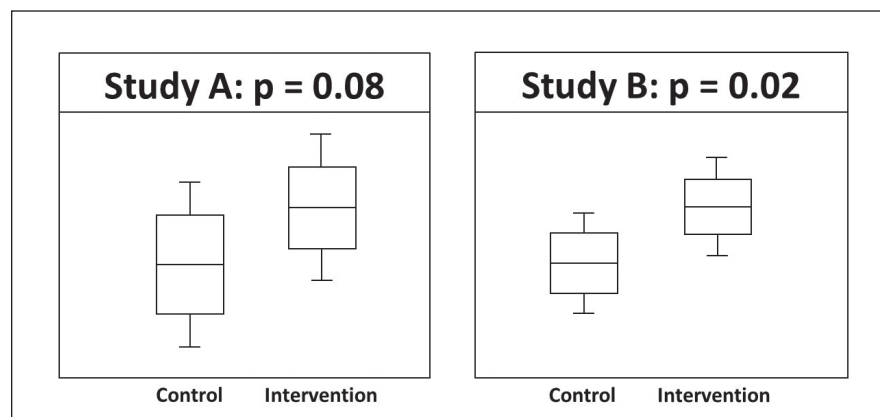 Study A: p = 0.08
Control Intervention
Study B: p = 0.02
Control Intervention